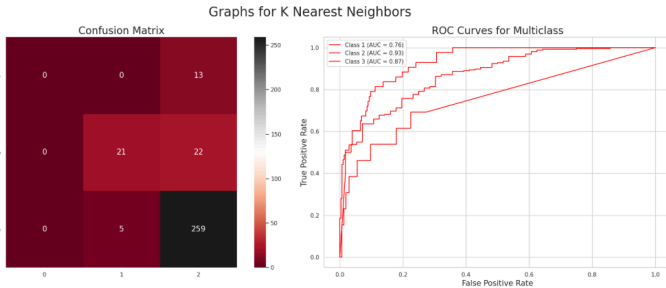 Graphs for K Nearest Neighbors
Confusion Matrix
0 0 13
0 21 22
0 5 259
0 1 2
250
200
150
100
50
0
ROC Curves for Multiclass
1.0
0.8
0.6
0.4
0.2
0.0
True Positive Rate
Class 1 (AUC = 0.76)
Class 2 (AUC = 0.93)
Class 3 (AUC = 0.87)
0.0 0.2 0.4 0.6 0.8 1.0
False Positive Rate